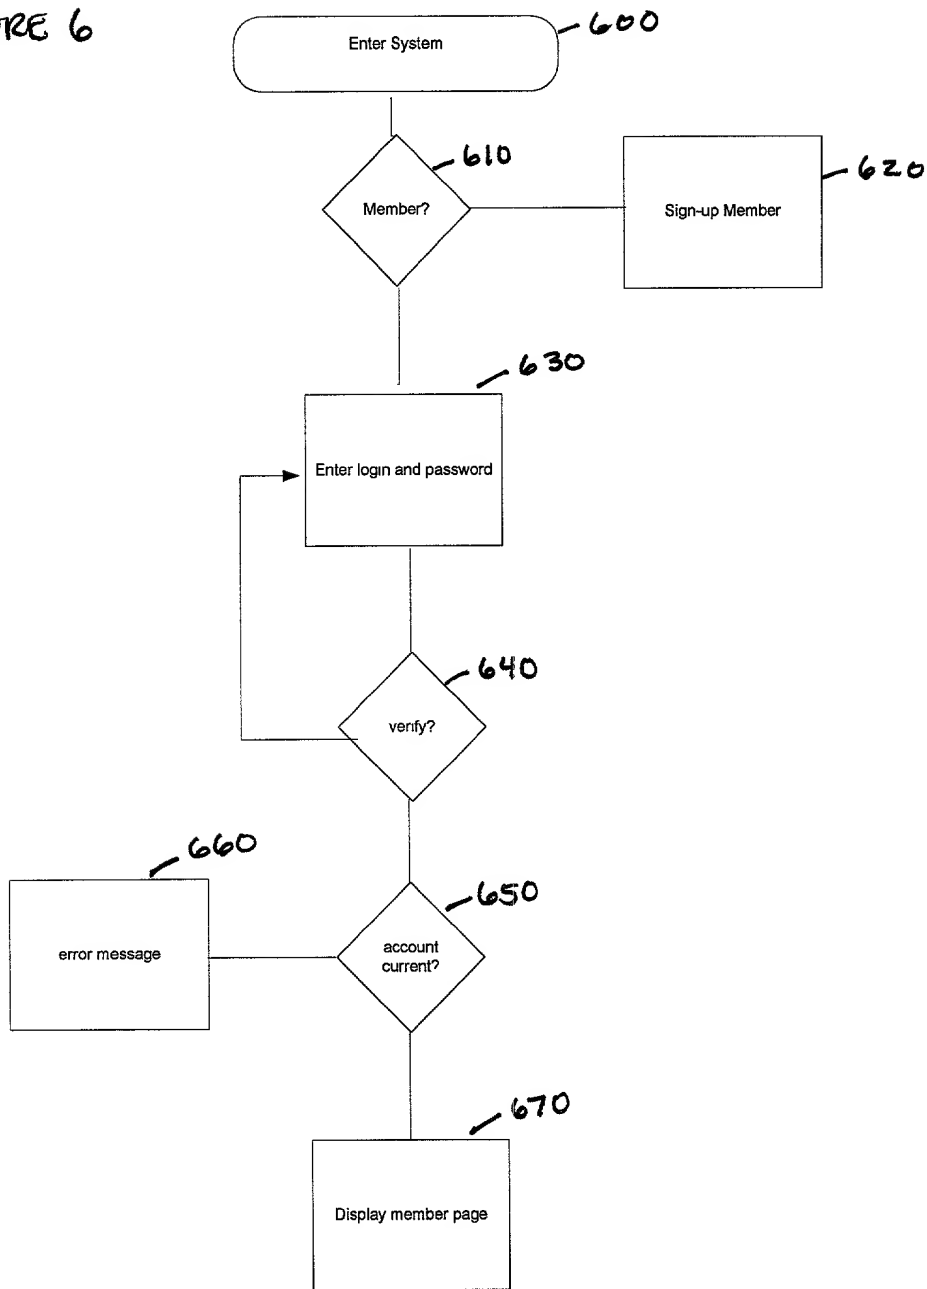 RE 6
Enter System
600
610
Member?
620
Sign-up Member
630
Enter login and password
640
verify?
660
650
error message
account
current?
670
Display member page